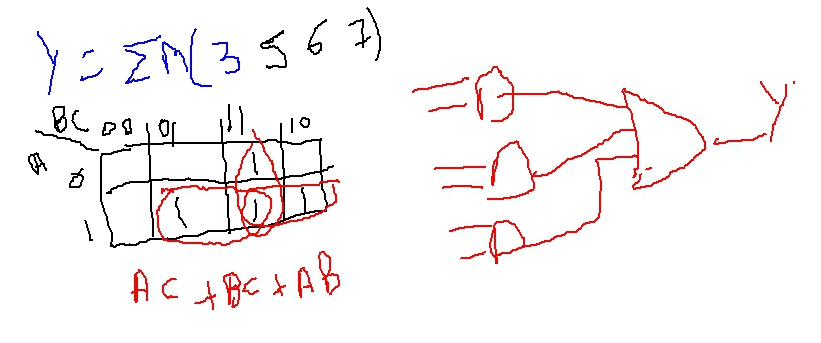 Y = Σm(3 5 6 7)
BC 00 01 11 10
A 0 1
1 1 1 1
AC + BC + AB
Y